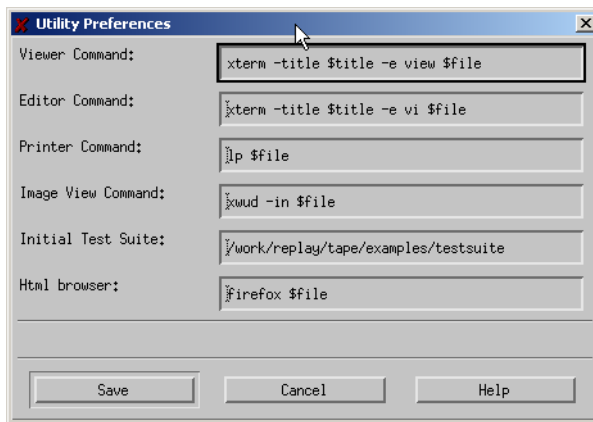 Utility Preferences
Viewer Command: xterm -title $title -e view $file
Editor Command: xterm -title $title -e vi $file
Printer Command: lp $file
Image View Command: xwud -in $file
Initial Test Suite: /work/replay/tape/examples/testsuite
Html browser: firefox $file
Save Cancel Help